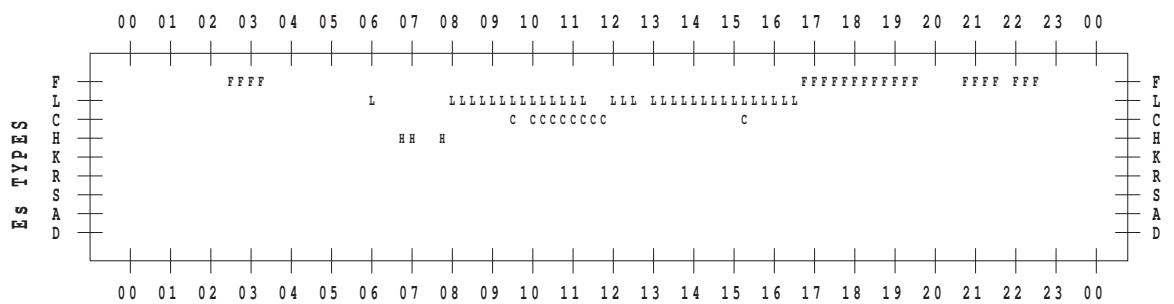 00 01 02 03 04 05 06 07 08 09 10 11 12 13 14 15 16 17 18 19 20 21 22 23 00
F FFFF FFFFFFFFFFFF FFFF FFF F
L L LLLLLLLLLLLLLL LLL LLLLLLLLLLLLLLL L
C C CCCCCCCC C C
H HH H H
K K
R R
S S
A A
D D
Es TYPES
00 01 02 03 04 05 06 07 08 09 10 11 12 13 14 15 16 17 18 19 20 21 22 23 00